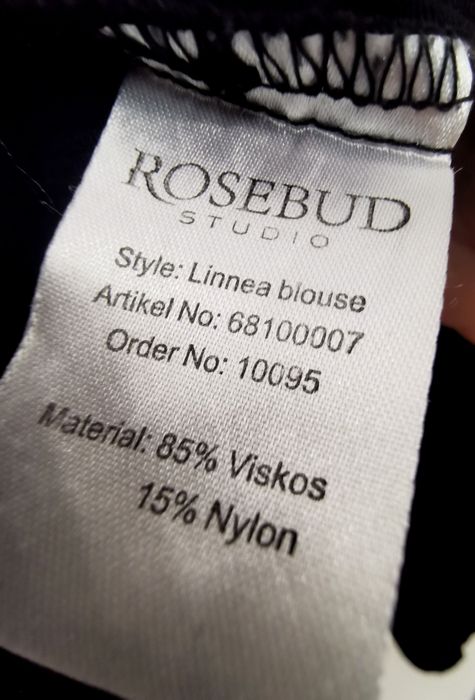 ROSEBUD
STUDIO
Style: Linnea blouse
Artikel No: 68100007
Order No: 10095
Material: 85% Viskos
15% Nylon